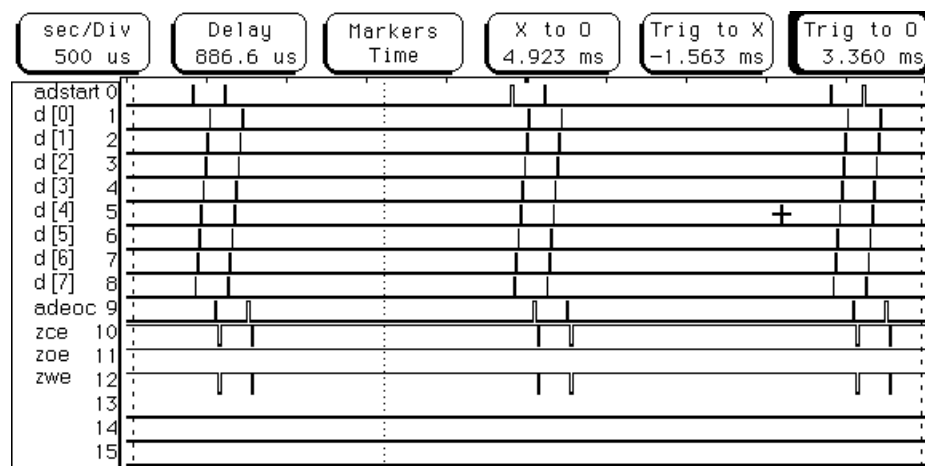 sec/Div Delay Markers X to O Trig to X Trig to O
500 us 886.6 us Time 4.923 ms -1.563 ms 3.360 ms
adstart 0
d [0] 1
d [1] 2
d [2] 3
d [3] 4
d [4] 5
d [5] 6
d [6] 7
d [7] 8
adeoc 9
zce 10
zoe 11
zwe 12
13
14
15